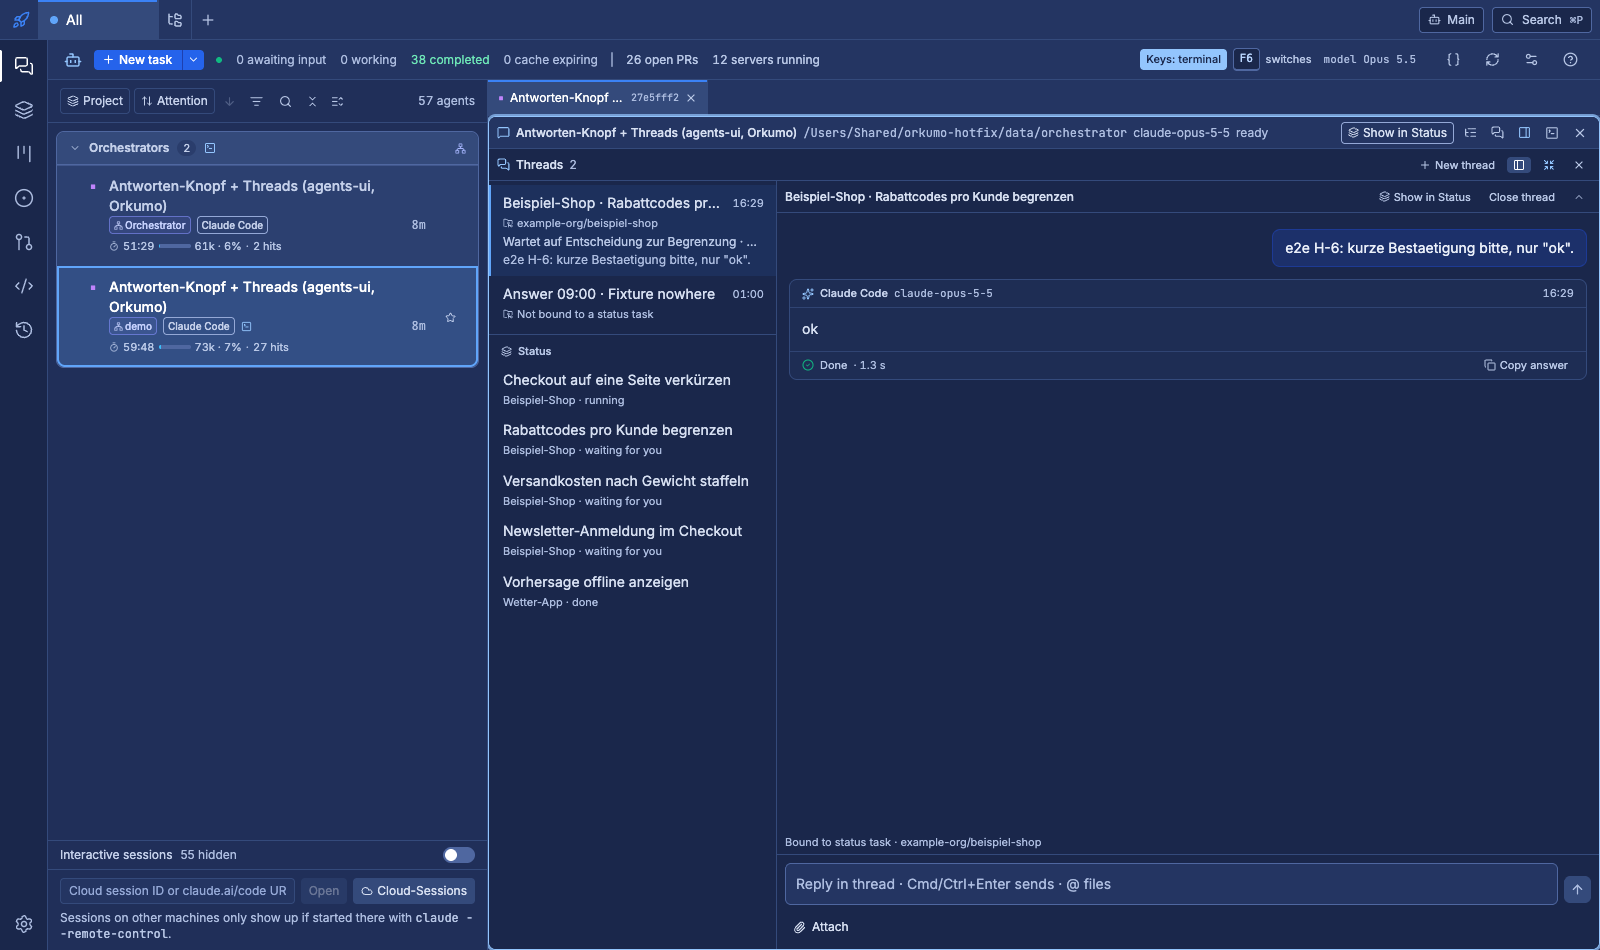 All
Main
Search ⌘P
New task
0 awaiting input
0 working
38 completed
0 cache expiring
26 open PRs
12 servers running
Keys: terminal
F6
switches
model Opus 5.5
Project
Attention
57 agents
Orchestrators 2
Antworten-Knopf + Threads (agents-ui,
Orkumo)
Orchestrator
Claude Code
8m
51:29
61k · 6% · 2 hits
Antworten-Knopf + Threads (agents-ui,
Orkumo)
demo
Claude Code
8m
59:48
73k · 7% · 27 hits
Interactive sessions 55 hidden
Cloud session ID or claude.ai/code UR
Open
Cloud-Sessions
Sessions on other machines only show up if started there with claude -
-remote-control.
Antworten-Knopf ... 27e5fff2
Antworten-Knopf + Threads (agents-ui, Orkumo) /Users/Shared/orkumo-hotfix/data/orchestrator claude-opus-5-5 ready
Show in Status
Threads 2
New thread
Beispiel-Shop · Rabattcodes pr... 16:29
example-org/beispiel-shop
Wartet auf Entscheidung zur Begrenzung · ...
e2e H-6: kurze Bestaetigung bitte, nur "ok".
Answer 09:00 · Fixture nowhere 01:00
Not bound to a status task
Status
Checkout auf eine Seite verkürzen
Beispiel-Shop · running
Rabattcodes pro Kunde begrenzen
Beispiel-Shop · waiting for you
Versandkosten nach Gewicht staffeln
Beispiel-Shop · waiting for you
Newsletter-Anmeldung im Checkout
Beispiel-Shop · waiting for you
Vorhersage offline anzeigen
Wetter-App · done
Beispiel-Shop · Rabattcodes pro Kunde begrenzen
Show in Status
Close thread
e2e H-6: kurze Bestaetigung bitte, nur "ok".
Claude Code claude-opus-5-5 16:29
ok
Done · 1.3 s
Copy answer
Bound to status task · example-org/beispiel-shop
Reply in thread · Cmd/Ctrl+Enter sends · @ files
Attach